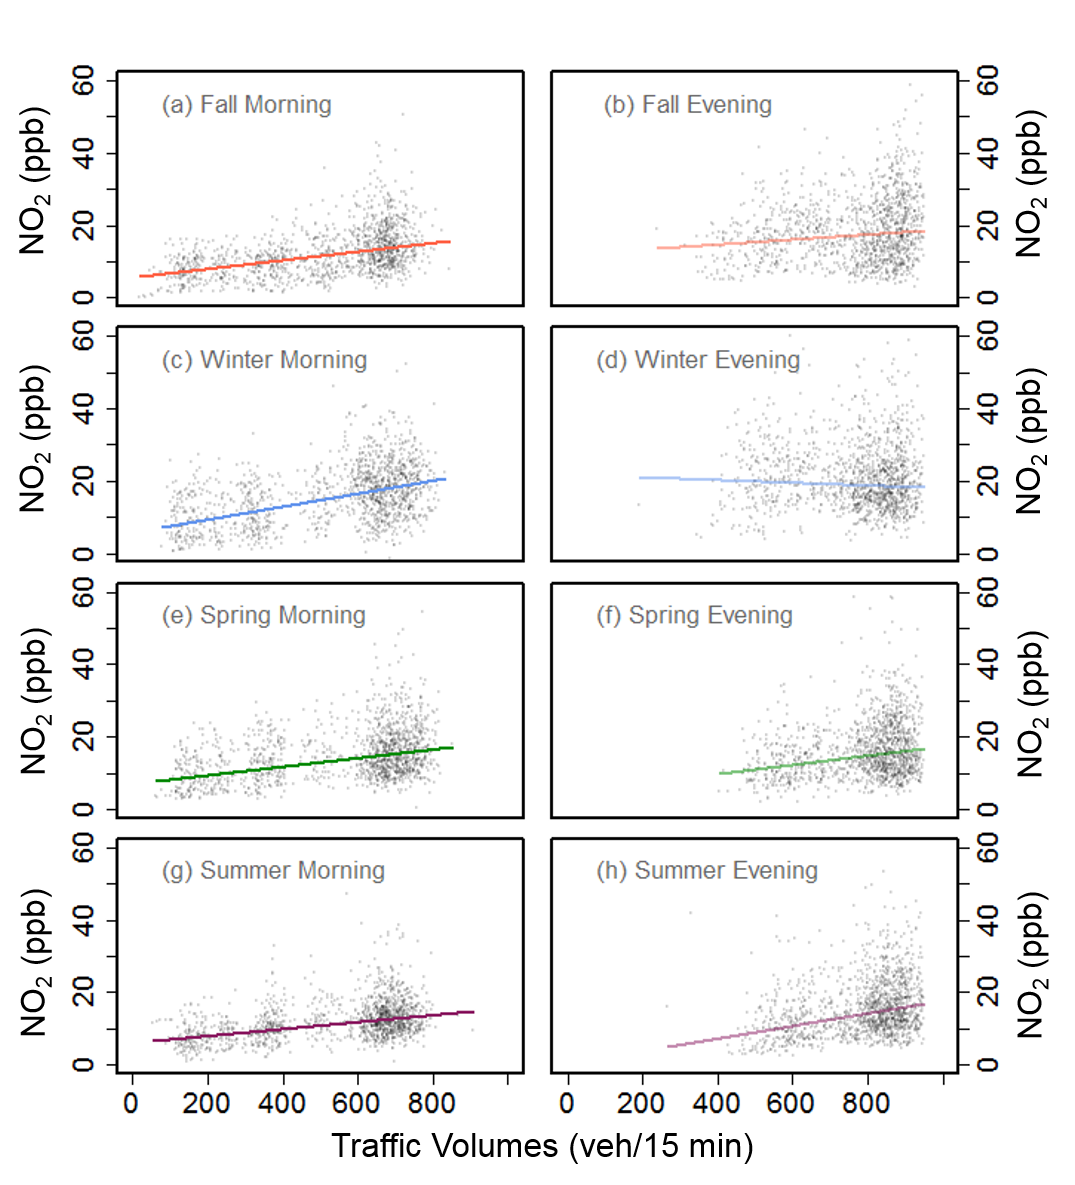 60
40
20
0
NO2 (ppb)
(a) Fall Morning
(b) Fall Evening
60
40
20
0
NO2 (ppb)
60
40
20
0
NO2 (ppb)
(c) Winter Morning
(d) Winter Evening
60
40
20
0
NO2 (ppb)
60
40
20
0
NO2 (ppb)
(e) Spring Morning
(f) Spring Evening
60
40
20
0
NO2 (ppb)
60
40
20
0
NO2 (ppb)
(g) Summer Morning
(h) Summer Evening
60
40
20
0
NO2 (ppb)
0 200 400 600 800
0 200 400 600 800
Traffic Volumes (veh/15 min)